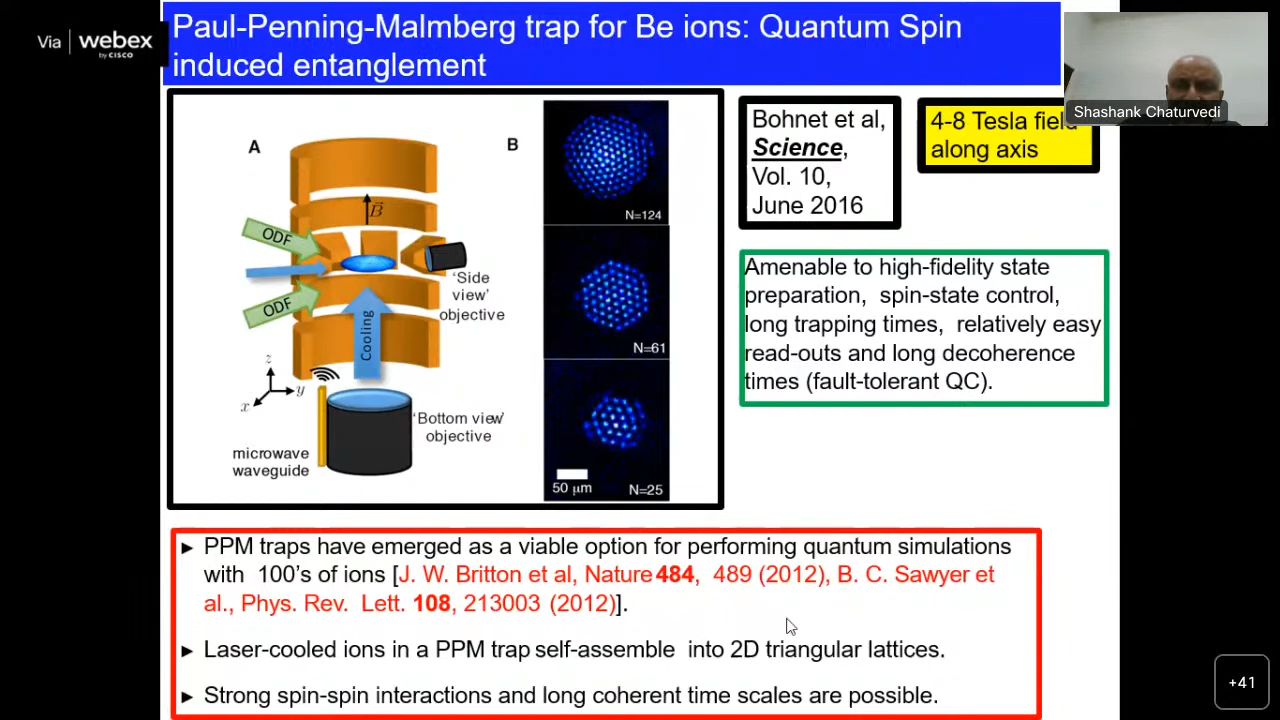 Via webex
by CISCO
Paul-Penning-Malmberg trap for Be ions: Quantum Spin
induced entanglement
Shashank Chaturvedi
A
B
B
ODF
ODF
Cooling
'Side
view'
objective
z
y
x
'Bottom view'
objective
microwave
waveguide
N=124
N=61
50 μm
N=25
Bohnet et al,
Science,
Vol. 10,
June 2016
4-8 Tesla field
along axis
Amenable to high-fidelity state
preparation, spin-state control,
long trapping times, relatively easy
read-outs and long decoherence
times (fault-tolerant QC).
► PPM traps have emerged as a viable option for performing quantum simulations
with 100's of ions [J. W. Britton et al, Nature 484, 489 (2012), B. C. Sawyer et
al., Phys. Rev. Lett. 108, 213003 (2012)].
► Laser-cooled ions in a PPM trap self-assemble into 2D triangular lattices.
► Strong spin-spin interactions and long coherent time scales are possible.
+41